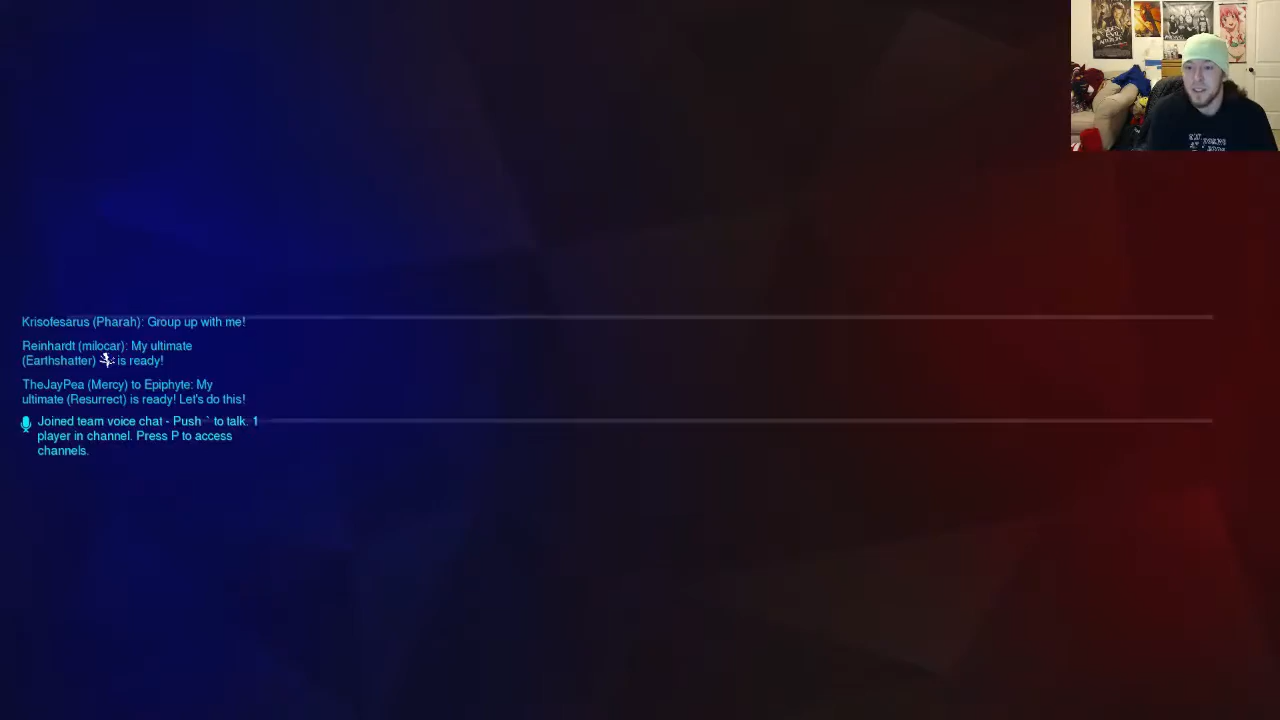 Krisofesarus (Pharah): Group up with me!
Reinhardt (milocar): My ultimate
(Earthshatter) is ready!
TheJayPea (Mercy) to Epiphyte: My
ultimate (Resurrect) is ready! Let's do this!
Joined team voice chat - Push ` to talk. 1
player in channel. Press P to access
channels.